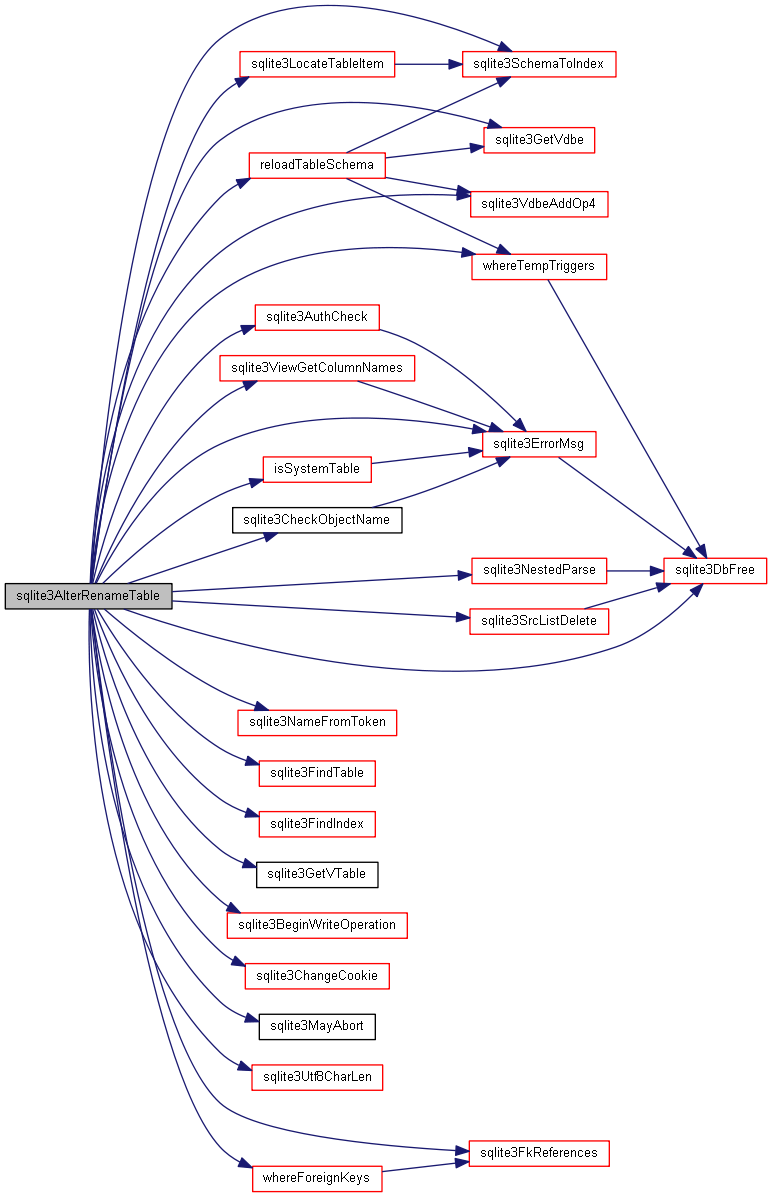 sqlite3LocateTableItem
sqlite3SchemaToIndex
sqlite3GetVdbe
reloadTableSchema
sqlite3VdbeAddOp4
whereTempTriggers
sqlite3AuthCheck
sqlite3ViewGetColumnNames
sqlite3ErrorMsg
isSystemTable
sqlite3CheckObjectName
sqlite3NestedParse
sqlite3DbFree
sqlite3AlterRenameTable
sqlite3SrcListDelete
sqlite3NameFromToken
sqlite3FindTable
sqlite3FindIndex
sqlite3GetVTable
sqlite3BeginWriteOperation
sqlite3ChangeCookie
sqlite3MayAbort
sqlite3Utf8CharLen
sqlite3FkReferences
whereForeignKeys